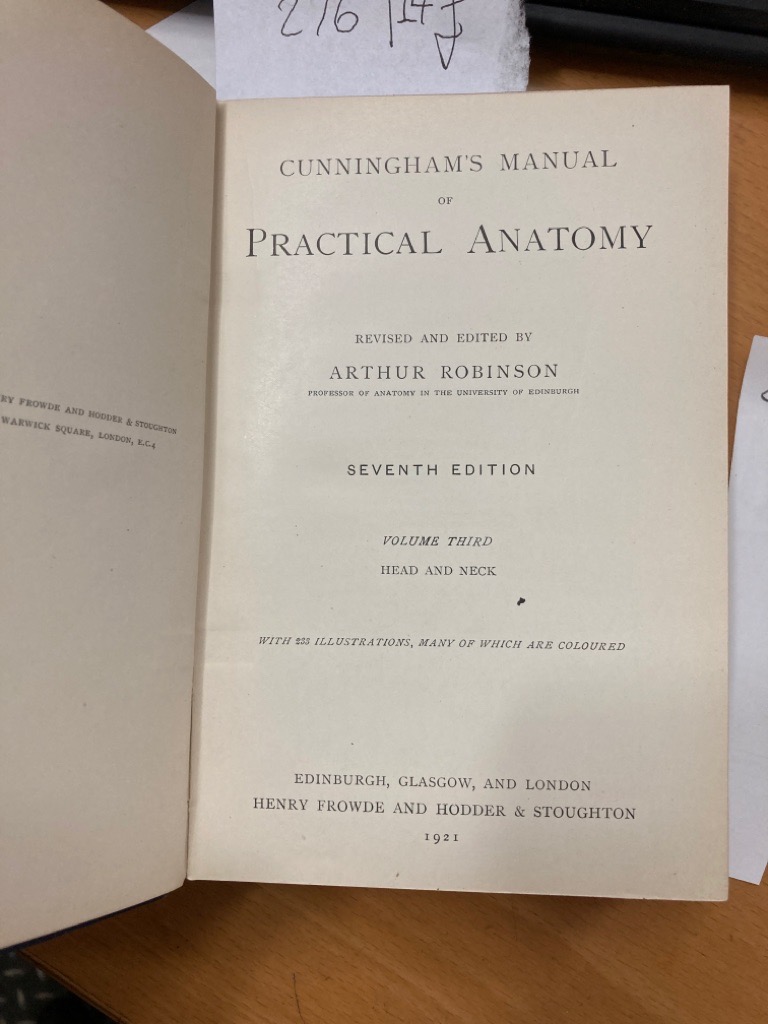 276 14
RY FROWDE AND HODDER & STOUGHTON
WARWICK SQUARE, LONDON, E.C.4
CUNNINGHAM'S MANUAL
OF
PRACTICAL ANATOMY
REVISED AND EDITED BY
ARTHUR ROBINSON
PROFESSOR OF ANATOMY IN THE UNIVERSITY OF EDINBURGH
SEVENTH EDITION
VOLUME THIRD
HEAD AND NECK
WITH 233 ILLUSTRATIONS, MANY OF WHICH ARE COLOURED
EDINBURGH, GLASGOW, AND LONDON
HENRY FROWDE AND HODDER & STOUGHTON
1921